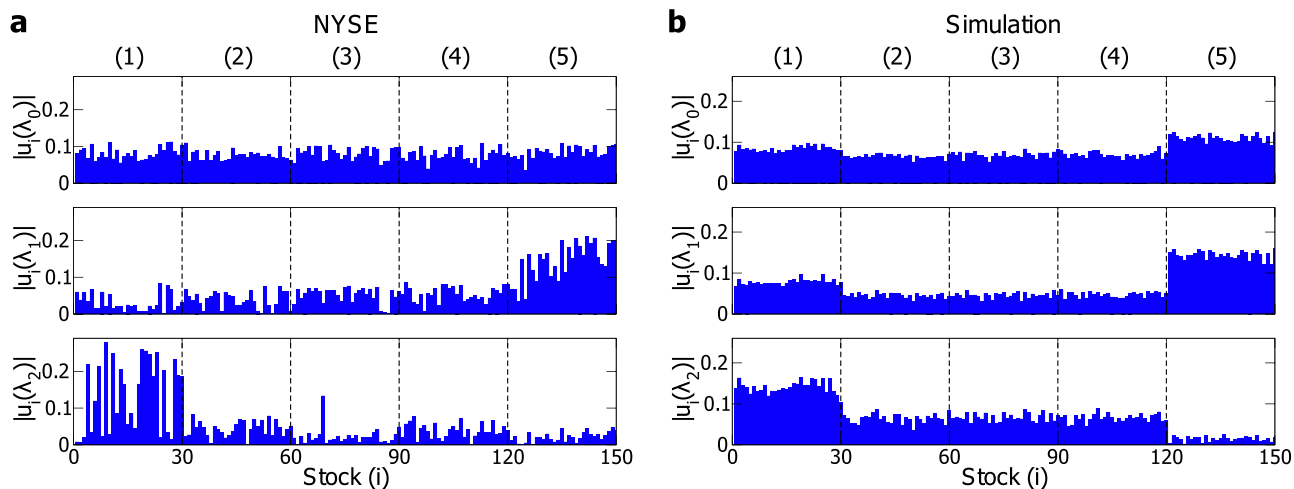 a
NYSE
(1) (2) (3) (4) (5)
|u_i(λ_0)|
0.2
0.1
0
|u_i(λ_1)|
0.2
0.1
0
|u_i(λ_2)|
0.2
0.1
0
0 30 60 90 120 150
Stock (i)
b
Simulation
(1) (2) (3) (4) (5)
|u_i(λ_0)|
0.2
0.1
0
|u_i(λ_1)|
0.2
0.1
0
|u_i(λ_2)|
0.2
0.1
0
0 30 60 90 120 150
Stock (i)